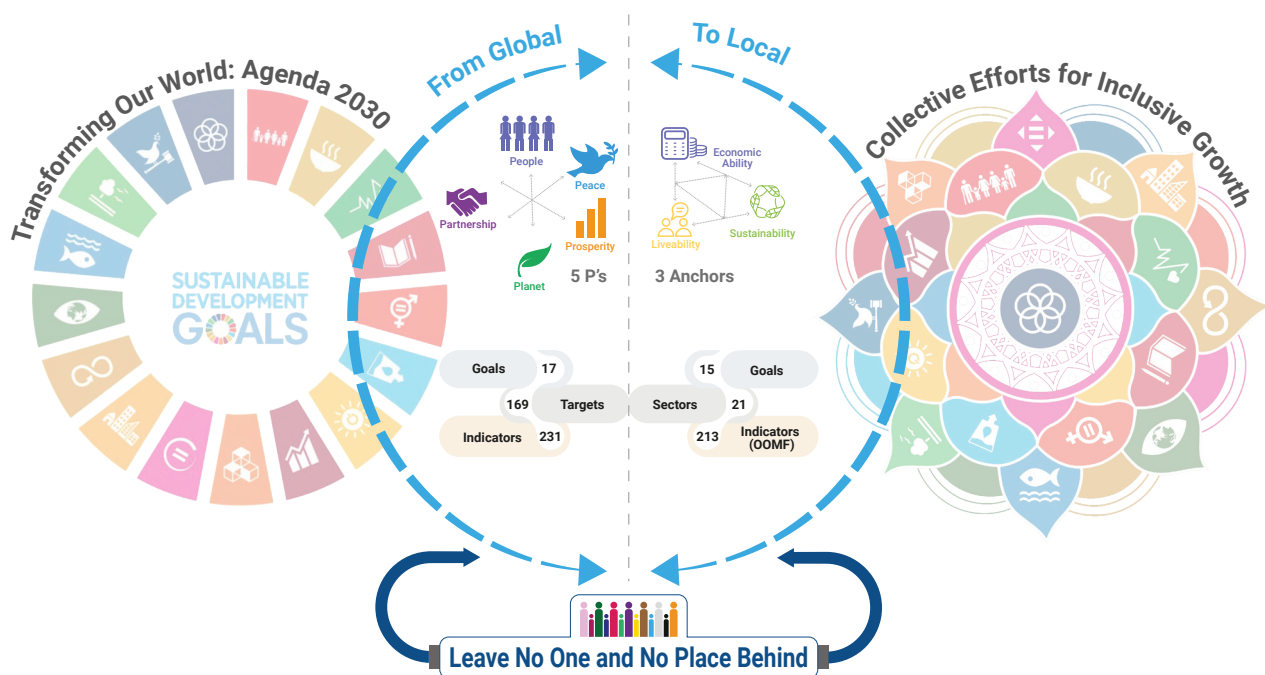 Transforming Our World: Agenda 2030
From Global
To Local
Collective Efforts for Inclusive Growth
SUSTAINABLE
DEVELOPMENT
GOALS
People
Peace
Partnership
Prosperity
Planet
5 P's
Economic
Ability
Liveability
Sustainability
3 Anchors
Goals 17
169 Targets
Indicators 231
15 Goals
Sectors 21
213 Indicators
(OOMF)
Leave No One and No Place Behind